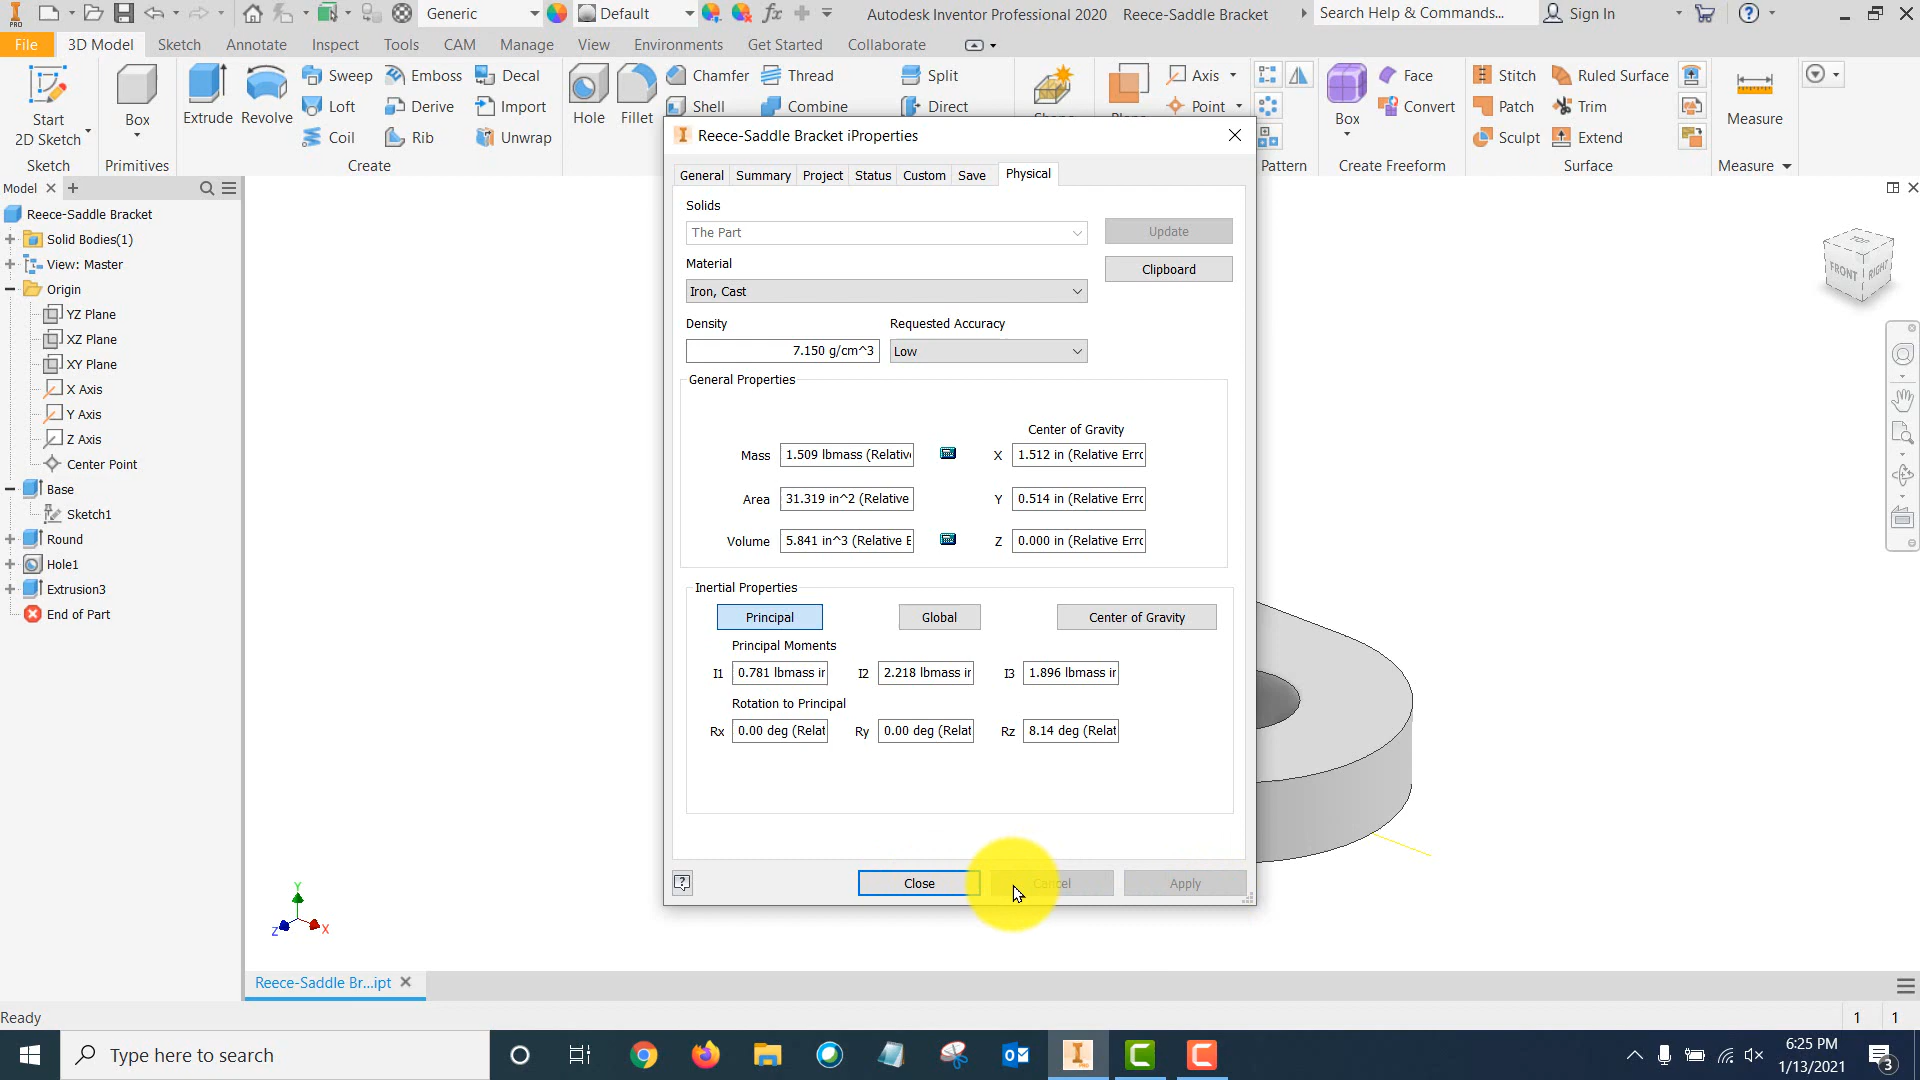 PRO
Generic
Default
Autodesk Inventor Professional 2020
Reece-Saddle Bracket
Search Help & Commands...
Sign In
File
3D Model
Sketch
Annotate
Inspect
Tools
CAM
Manage
View
Environments
Get Started
Collaborate
Start
2D Sketch
Sketch
Box
Primitives
Extrude
Revolve
Sweep
Loft
Coil
Emboss
Derive
Rib
Decal
Import
Unwrap
Create
Hole
Fillet
Chamfer
Shell
Thread
Combine
Split
Direct
Axis
Point
Pattern
Box
Face
Convert
Create Freeform
Stitch
Patch
Sculpt
Ruled Surface
Trim
Extend
Surface
Measure
Measure
Model
Reece-Saddle Bracket
Solid Bodies(1)
View: Master
Origin
YZ Plane
XZ Plane
XY Plane
X Axis
Y Axis
Z Axis
Center Point
Base
Sketch1
Round
Hole1
Extrusion3
End of Part
Reece-Saddle Bracket iProperties
General
Summary
Project
Status
Custom
Save
Physical
Solids
The Part
Update
Material
Clipboard
Iron, Cast
Density
Requested Accuracy
7.150 g/cm^3
Low
General Properties
Center of Gravity
Mass
1.509 lbmass (Relativ
X
1.512 in (Relative Erro
Area
31.319 in^2 (Relative
Y
0.514 in (Relative Erro
Volume
5.841 in^3 (Relative E
Z
0.000 in (Relative Erro
Inertial Properties
Principal
Global
Center of Gravity
Principal Moments
I1
0.781 lbmass in
I2
2.218 lbmass in
I3
1.896 lbmass in
Rotation to Principal
Rx
0.00 deg (Relat
Ry
0.00 deg (Relat
Rz
8.14 deg (Relat
Close
Cancel
Apply
TOP
FRONT
RIGHT
Y
Z
X
Reece-Saddle Br...ipt
Ready
1
1
Type here to search
6:25 PM
1/13/2021
3